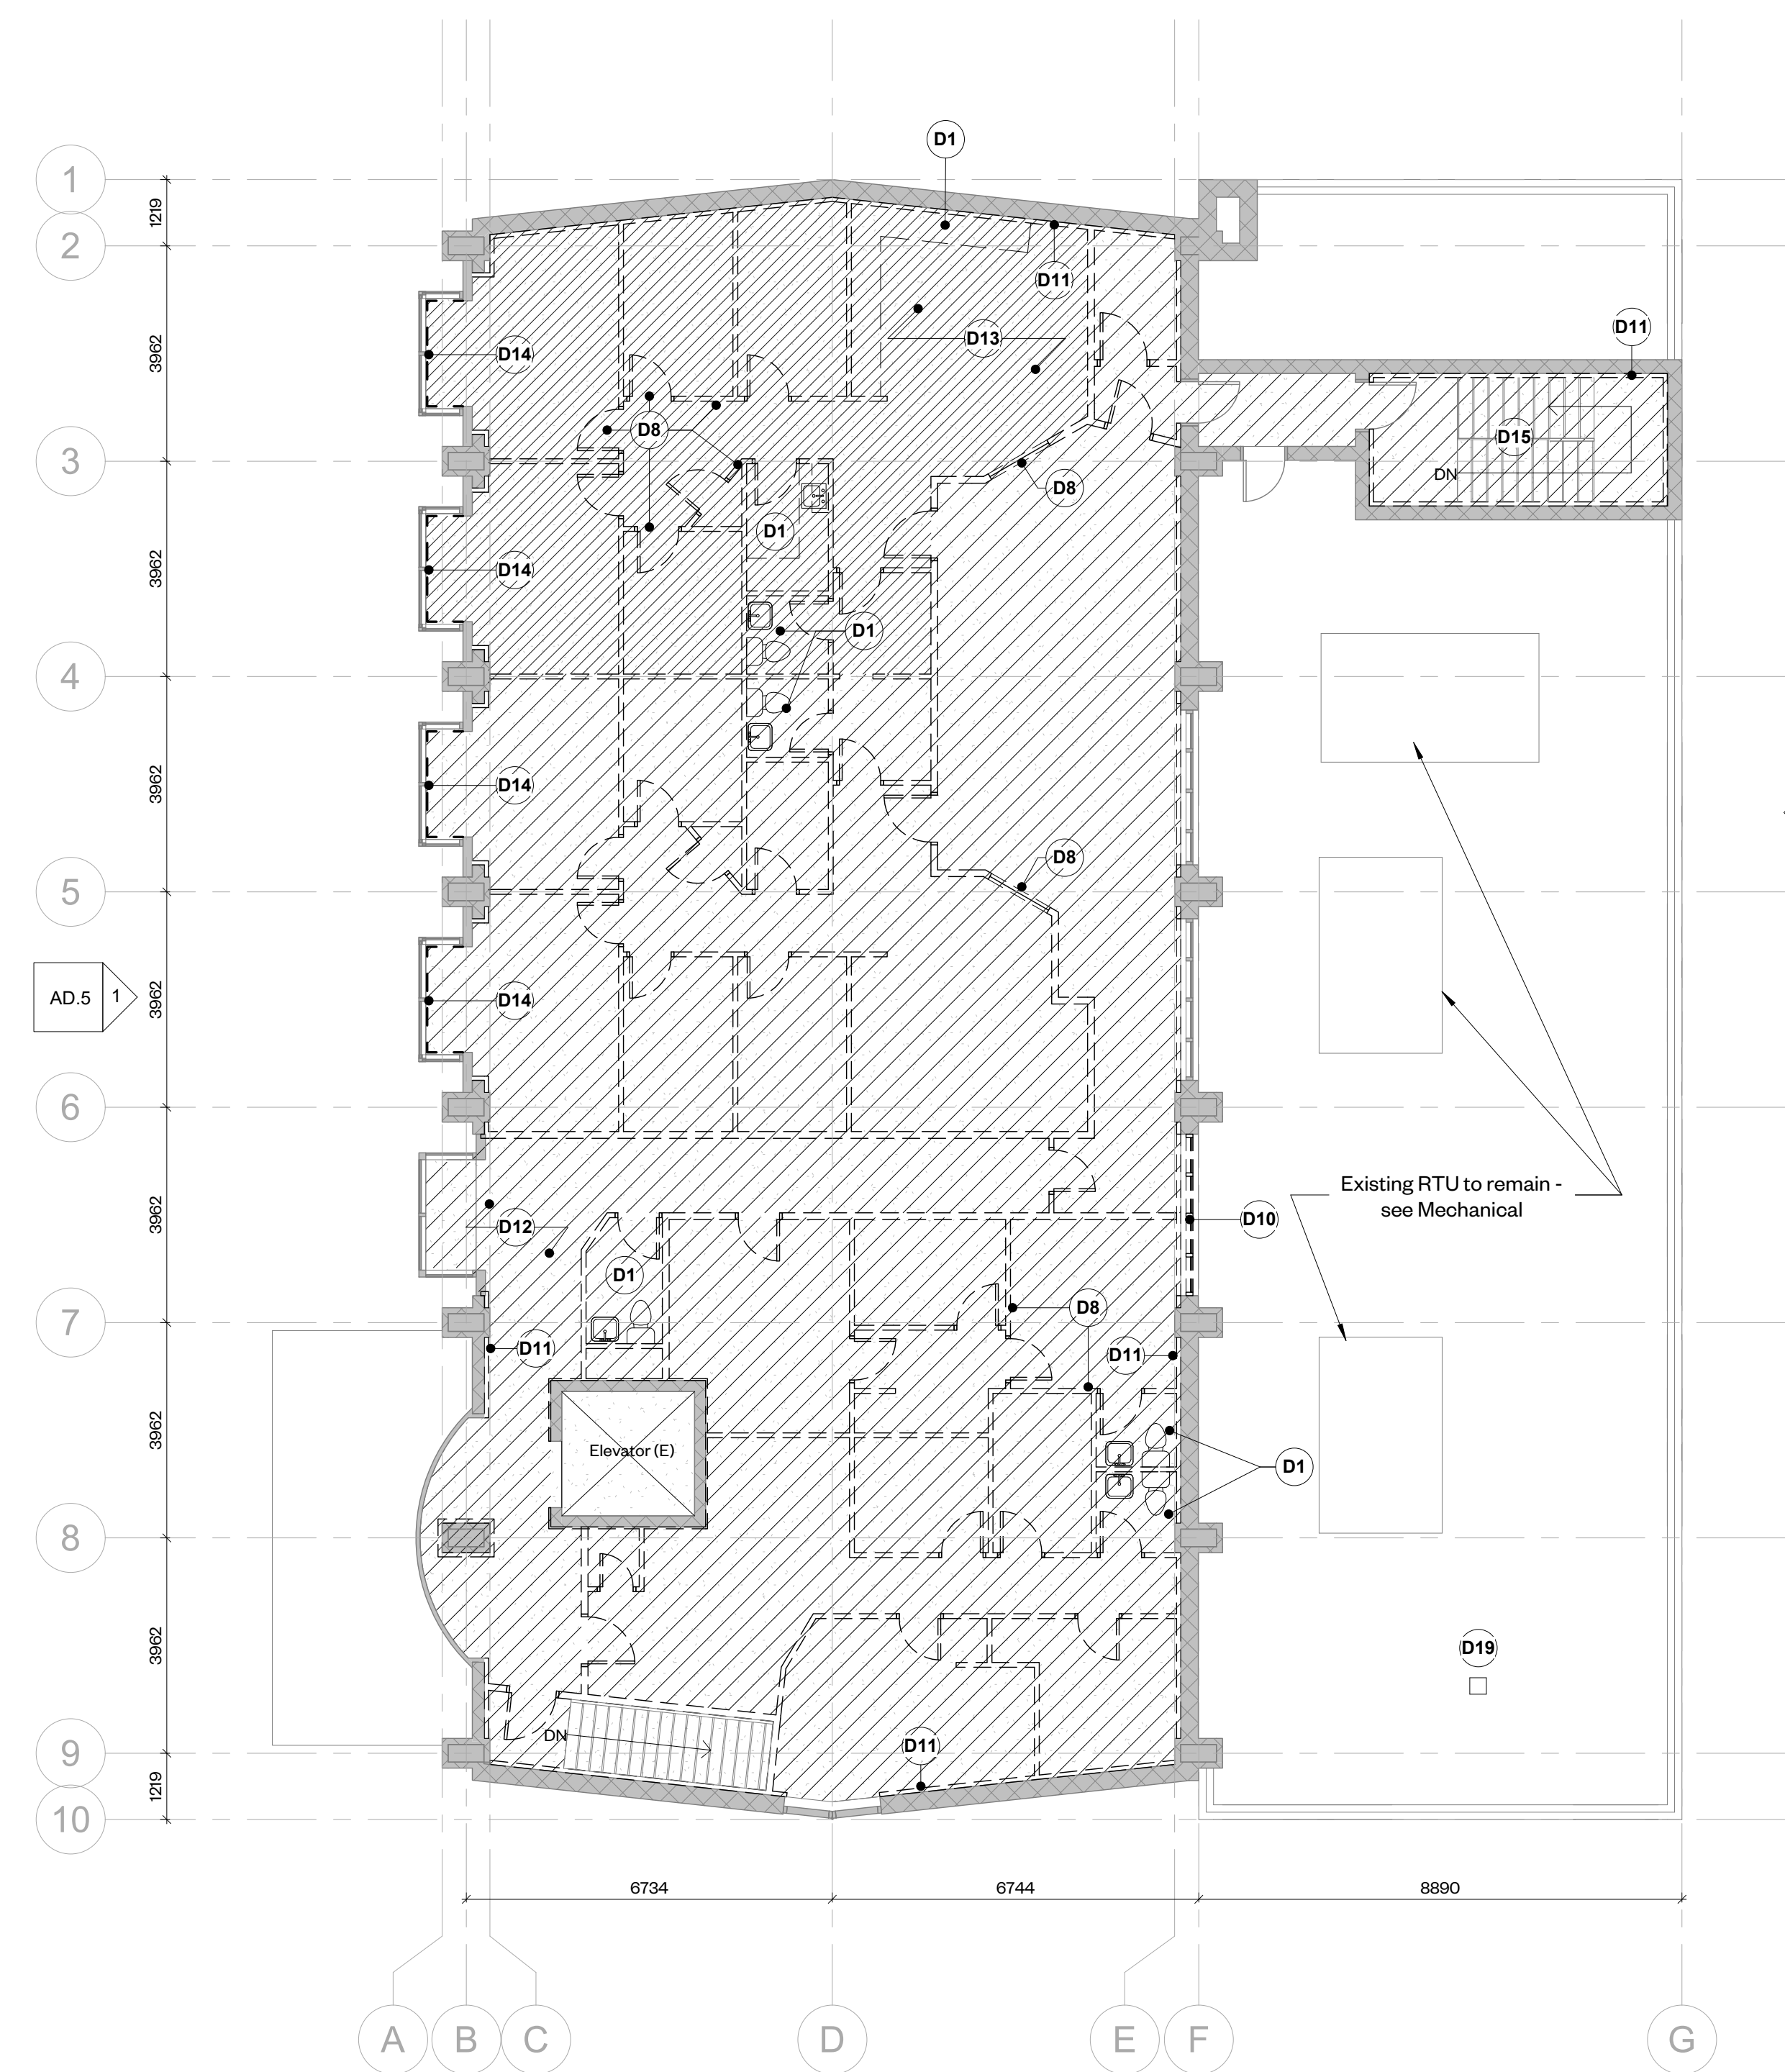 D1
1
1219
2
D11
D11
D13
3962
D14
D8
D15
3
DN
D8
D1
3962
D14
D1
4
3962
D14
D8
5
AD.5
1
3962
D14
6
Existing RTU to remain -
see Mechanical
3962
D12
D10
D1
D8
7
D11
D11
3962
Elevator (E)
D1
8
3962
D19
DN
D11
9
1219
10
6734
6744
8890
A
B
C
D
E
F
G